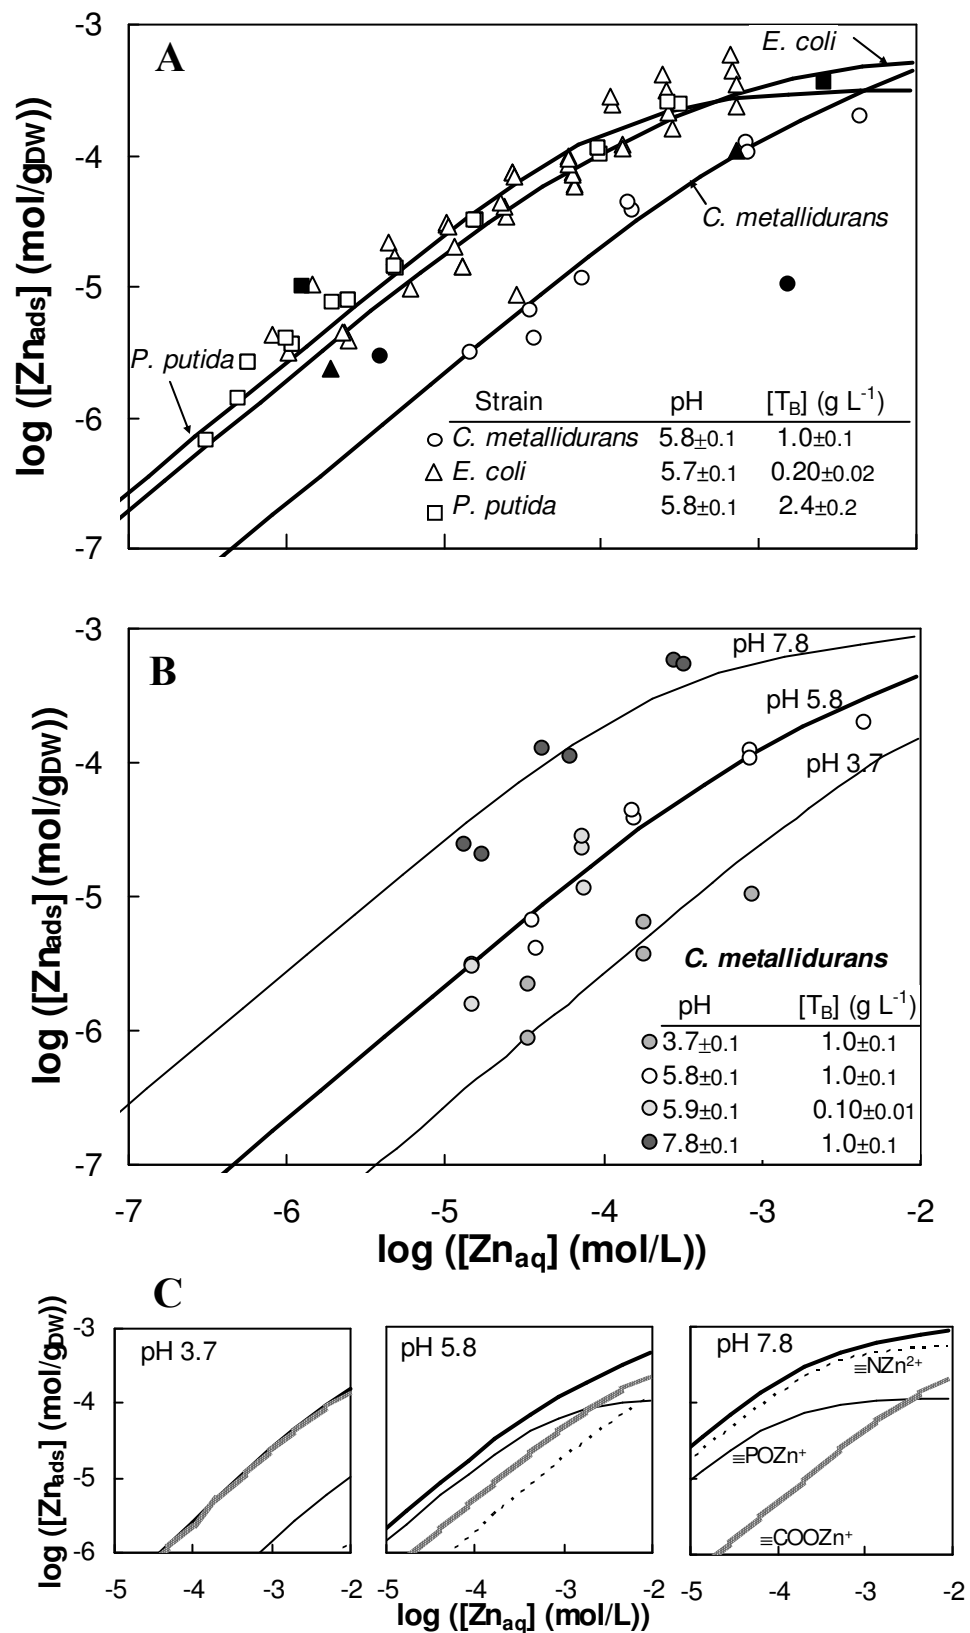 A
-3
-4
-5
-6
-7
log ([Zn_ads] (mol/g_DW))
E. coli
C. metallidurans
P. putida
Strain pH [T_B] (g L⁻¹)
C. metallidurans 5.8±0.1 1.0±0.1
E. coli 5.7±0.1 0.20±0.02
P. putida 5.8±0.1 2.4±0.2
B
-3
-4
-5
-6
-7
log ([Zn_ads] (mol/g_DW))
pH 7.8
pH 5.8
pH 3.7
C. metallidurans
pH [T_B] (g L⁻¹)
3.7±0.1 1.0±0.1
5.8±0.1 1.0±0.1
5.9±0.1 0.10±0.01
7.8±0.1 1.0±0.1
-7 -6 -5 -4 -3 -2
log ([Zn_aq] (mol/L))
C
log ([Zn_ads] (mol/g_DW))
-3
-4
-5
-6
pH 3.7
-5 -4 -3 -2
pH 5.8
-5 -4 -3 -2
pH 7.8
≡NZn²⁺
≡POZn⁺
≡COOZn⁺
-5 -4 -3 -2
log ([Zn_aq] (mol/L))